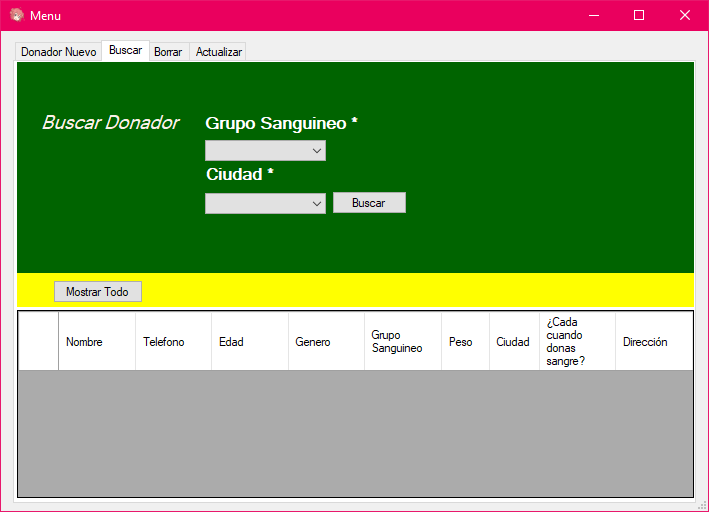 Menu
Donador Nuevo Buscar Borrar Actualizar
Buscar Donador
Grupo Sanguineo *
Ciudad *
Buscar
Mostrar Todo
Nombre
Telefono
Edad
Genero
Grupo
Sanguineo
Peso
Ciudad
¿Cada
cuando
donas
sangre?
Dirección